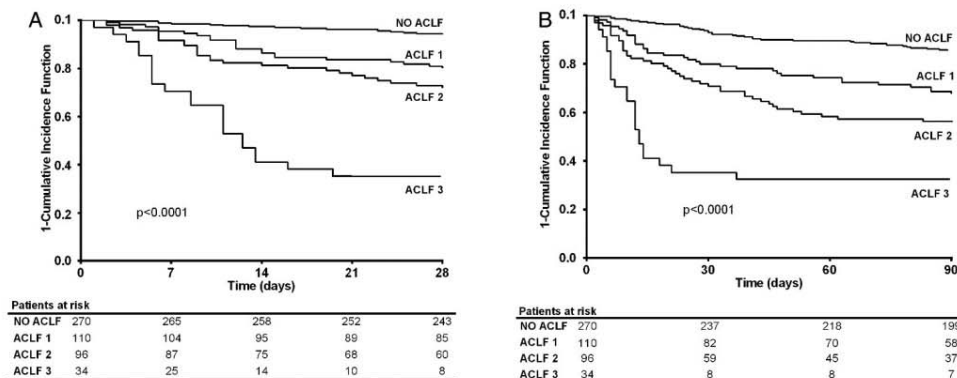 A
1-Cumulative Incidence Function
0.1
0.8
0.6
0.4
0.2
0.0
NO ACLF
ACLF 1
ACLF 2
ACLF 3
p<0.0001
0 7 14 21 28
Time (days)
Patients at risk
NO ACLF 270 265 258 252 243
ACLF 1 110 104 95 89 85
ACLF 2 96 87 75 68 60
ACLF 3 34 25 14 10 8
B
1-Cumulative Incidence Function
0.1
0.8
0.6
0.4
0.2
0.0
NO ACLF
ACLF 1
ACLF 2
ACLF 3
p<0.0001
0 30 60 90
Time (days)
Patients at risk
NO ACLF 270 237 218 199
ACLF 1 110 82 70 58
ACLF 2 96 59 45 37
ACLF 3 34 8 8 7